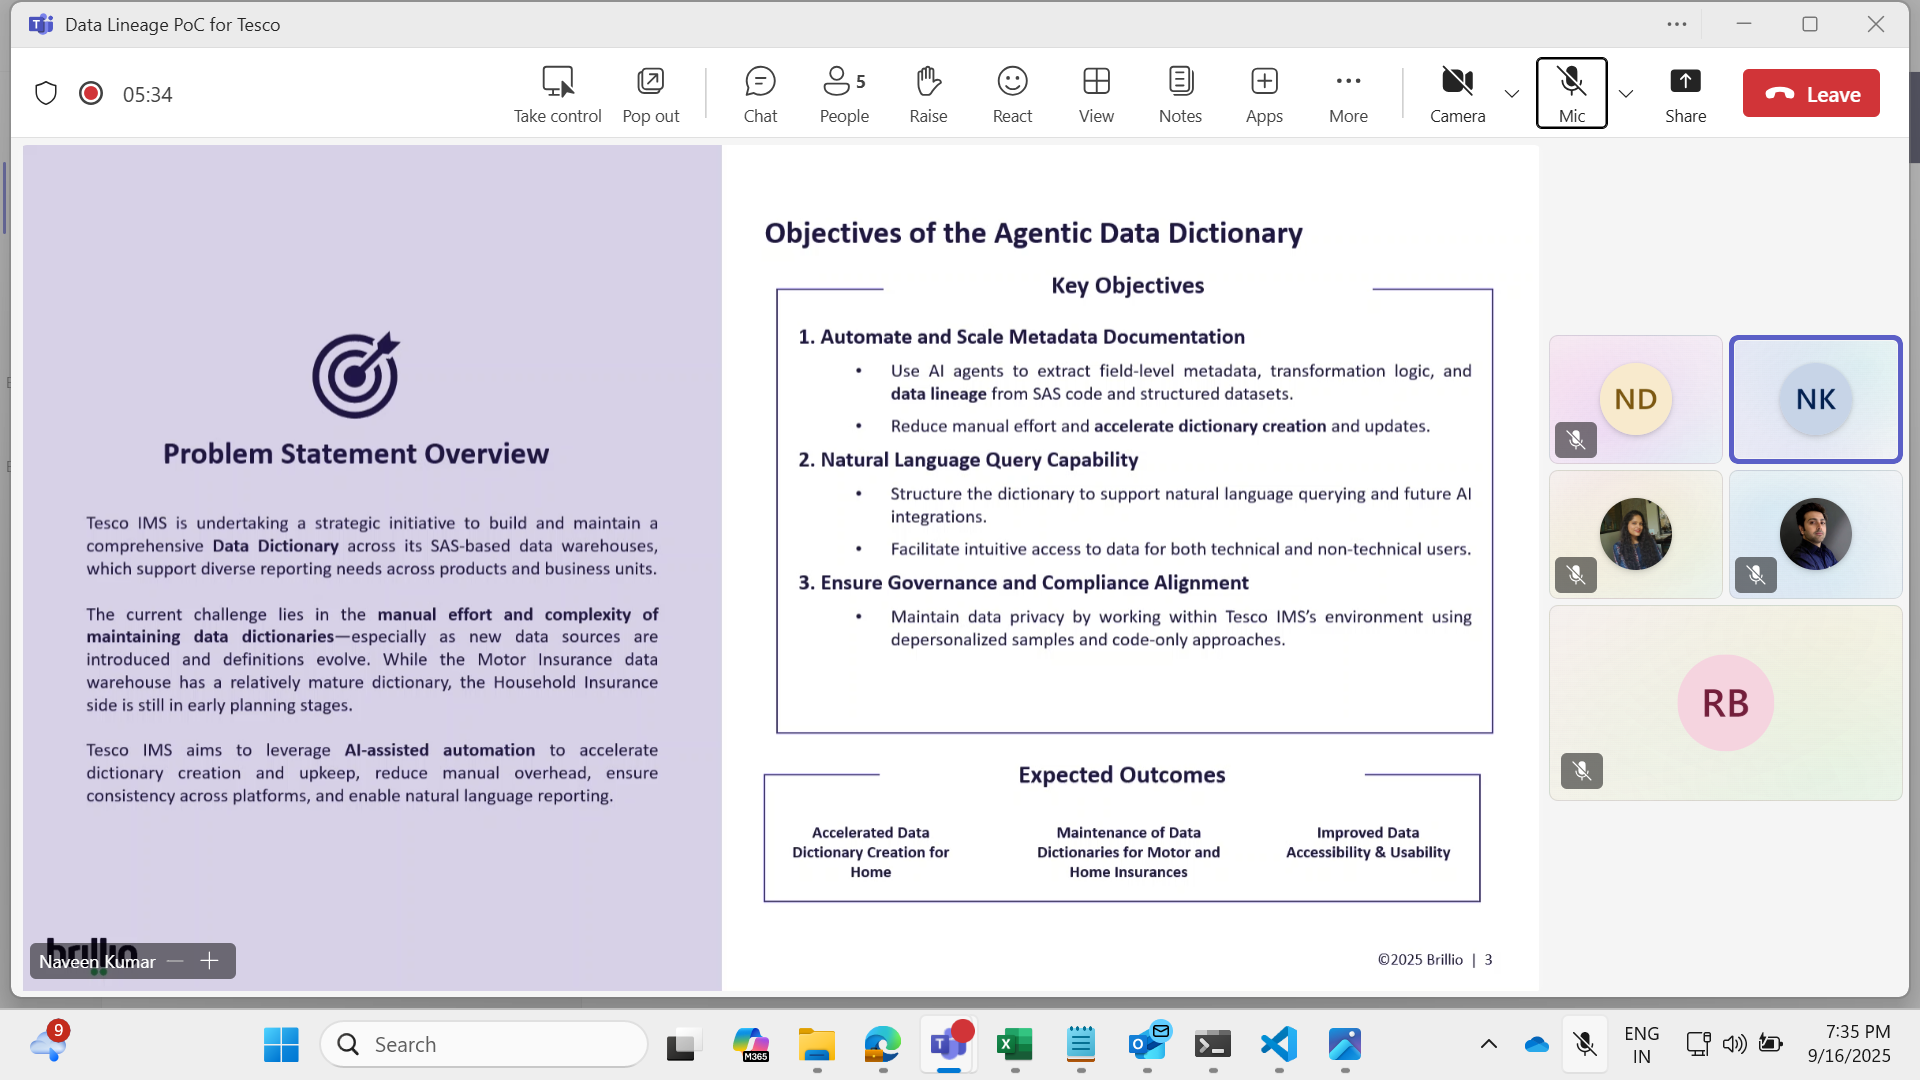 Data Lineage PoC for Tesco
05:34
Take control
Pop out
Chat
5
People
Raise
React
View
Notes
Apps
More
Camera
Mic
Share
Leave
Problem Statement Overview
Tesco IMS is undertaking a strategic initiative to build and maintain a
comprehensive Data Dictionary across its SAS-based data warehouses,
which support diverse reporting needs across products and business units.
The current challenge lies in the manual effort and complexity of
maintaining data dictionaries—especially as new data sources are
introduced and definitions evolve. While the Motor Insurance data
warehouse has a relatively mature dictionary, the Household Insurance
side is still in early planning stages.
Tesco IMS aims to leverage AI-assisted automation to accelerate
dictionary creation and upkeep, reduce manual overhead, ensure
consistency across platforms, and enable natural language reporting.
brillio
Naveen Kumar
Objectives of the Agentic Data Dictionary
Key Objectives
1. Automate and Scale Metadata Documentation
• Use AI agents to extract field-level metadata, transformation logic, and
data lineage from SAS code and structured datasets.
• Reduce manual effort and accelerate dictionary creation and updates.
2. Natural Language Query Capability
• Structure the dictionary to support natural language querying and future AI
integrations.
• Facilitate intuitive access to data for both technical and non-technical users.
3. Ensure Governance and Compliance Alignment
• Maintain data privacy by working within Tesco IMS’s environment using
depersonalized samples and code-only approaches.
Expected Outcomes
Accelerated Data
Dictionary Creation for
Home
Maintenance of Data
Dictionaries for Motor and
Home Insurances
Improved Data
Accessibility & Usability
©2025 Brillio | 3
ND
NK
RB
9
Search
M365
ENG
IN
7:35 PM
9/16/2025